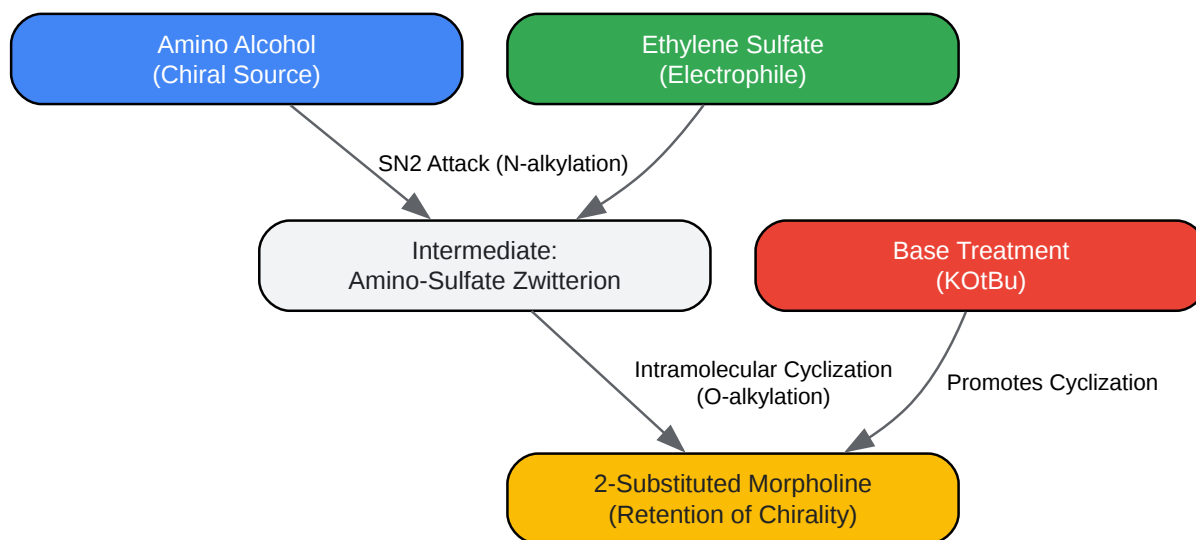 Amino Alcohol
(Chiral Source)
Ethylene Sulfate
(Electrophile)
SN2 Attack (N-alkylation)
Intermediate:
Amino-Sulfate Zwitterion
Base Treatment
(KOtBu)
Intramolecular Cyclization
(O-alkylation)
Promotes Cyclization
2-Substituted Morpholine
(Retention of Chirality)